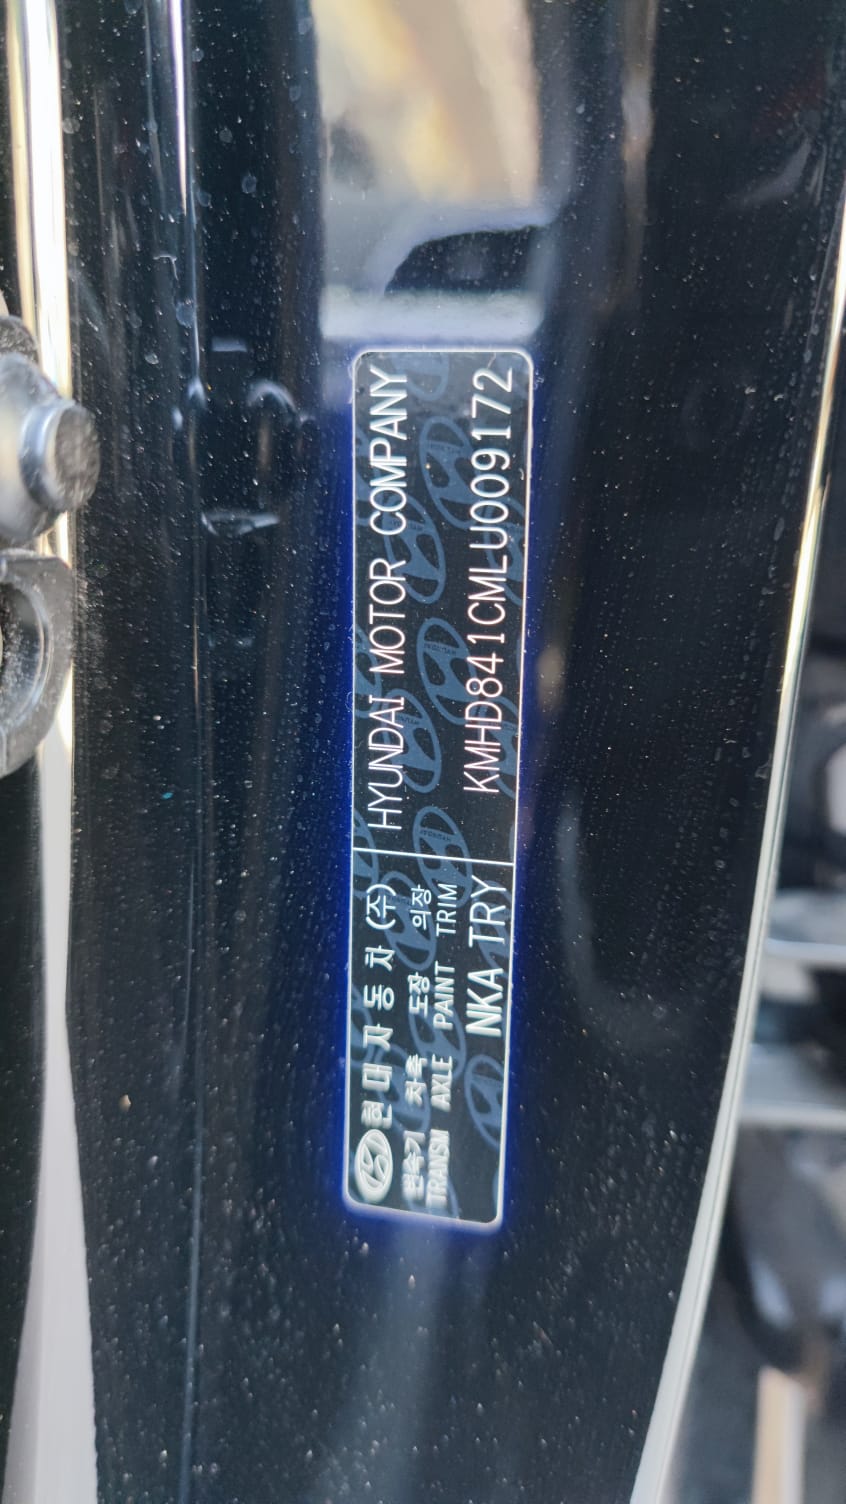 현대자동차(주)
HYUNDAI MOTOR COMPANY
변속기 차축 도장 의장
TRANSM AXLE PAINT TRIM
KMHD841CMLU009172
NKA TRY